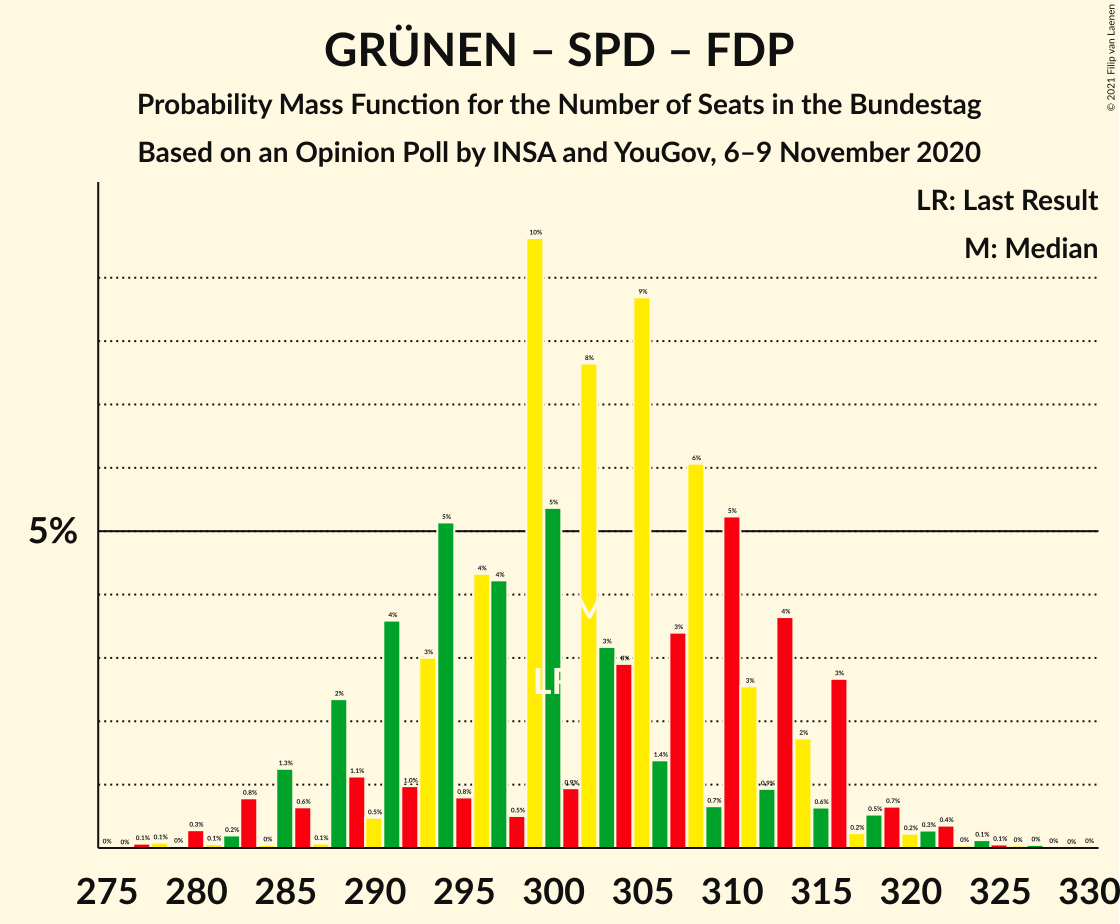 © 2021 Filip van Laenen
GRÜNEN – SPD – FDP
Probability Mass Function for the Number of Seats in the Bundestag
Based on an Opinion Poll by INSA and YouGov, 6–9 November 2020
LR: Last Result
M: Median
5%
0% 0% 0.1% 0.1% 0% 0.3% 0.1% 0.2% 0.8% 0% 1.3% 0.6% 0.1% 2% 1.1% 0.5% 4% 1.0% 3% 5% 0.8% 4% 4% 0.5% 10% 5% 0.9% 8% 3% 3% 9% 1.4% 3% 6% 0.7% 5% 3% 0.9% 4% 2% 0.6% 3% 0.2% 0.5% 0.7% 0.2% 0.3% 0.4% 0% 0.1% 0.1% 0% 0% 0% 0% 0%
M
LR
275 280 285 290 295 300 305 310 315 320 325 330